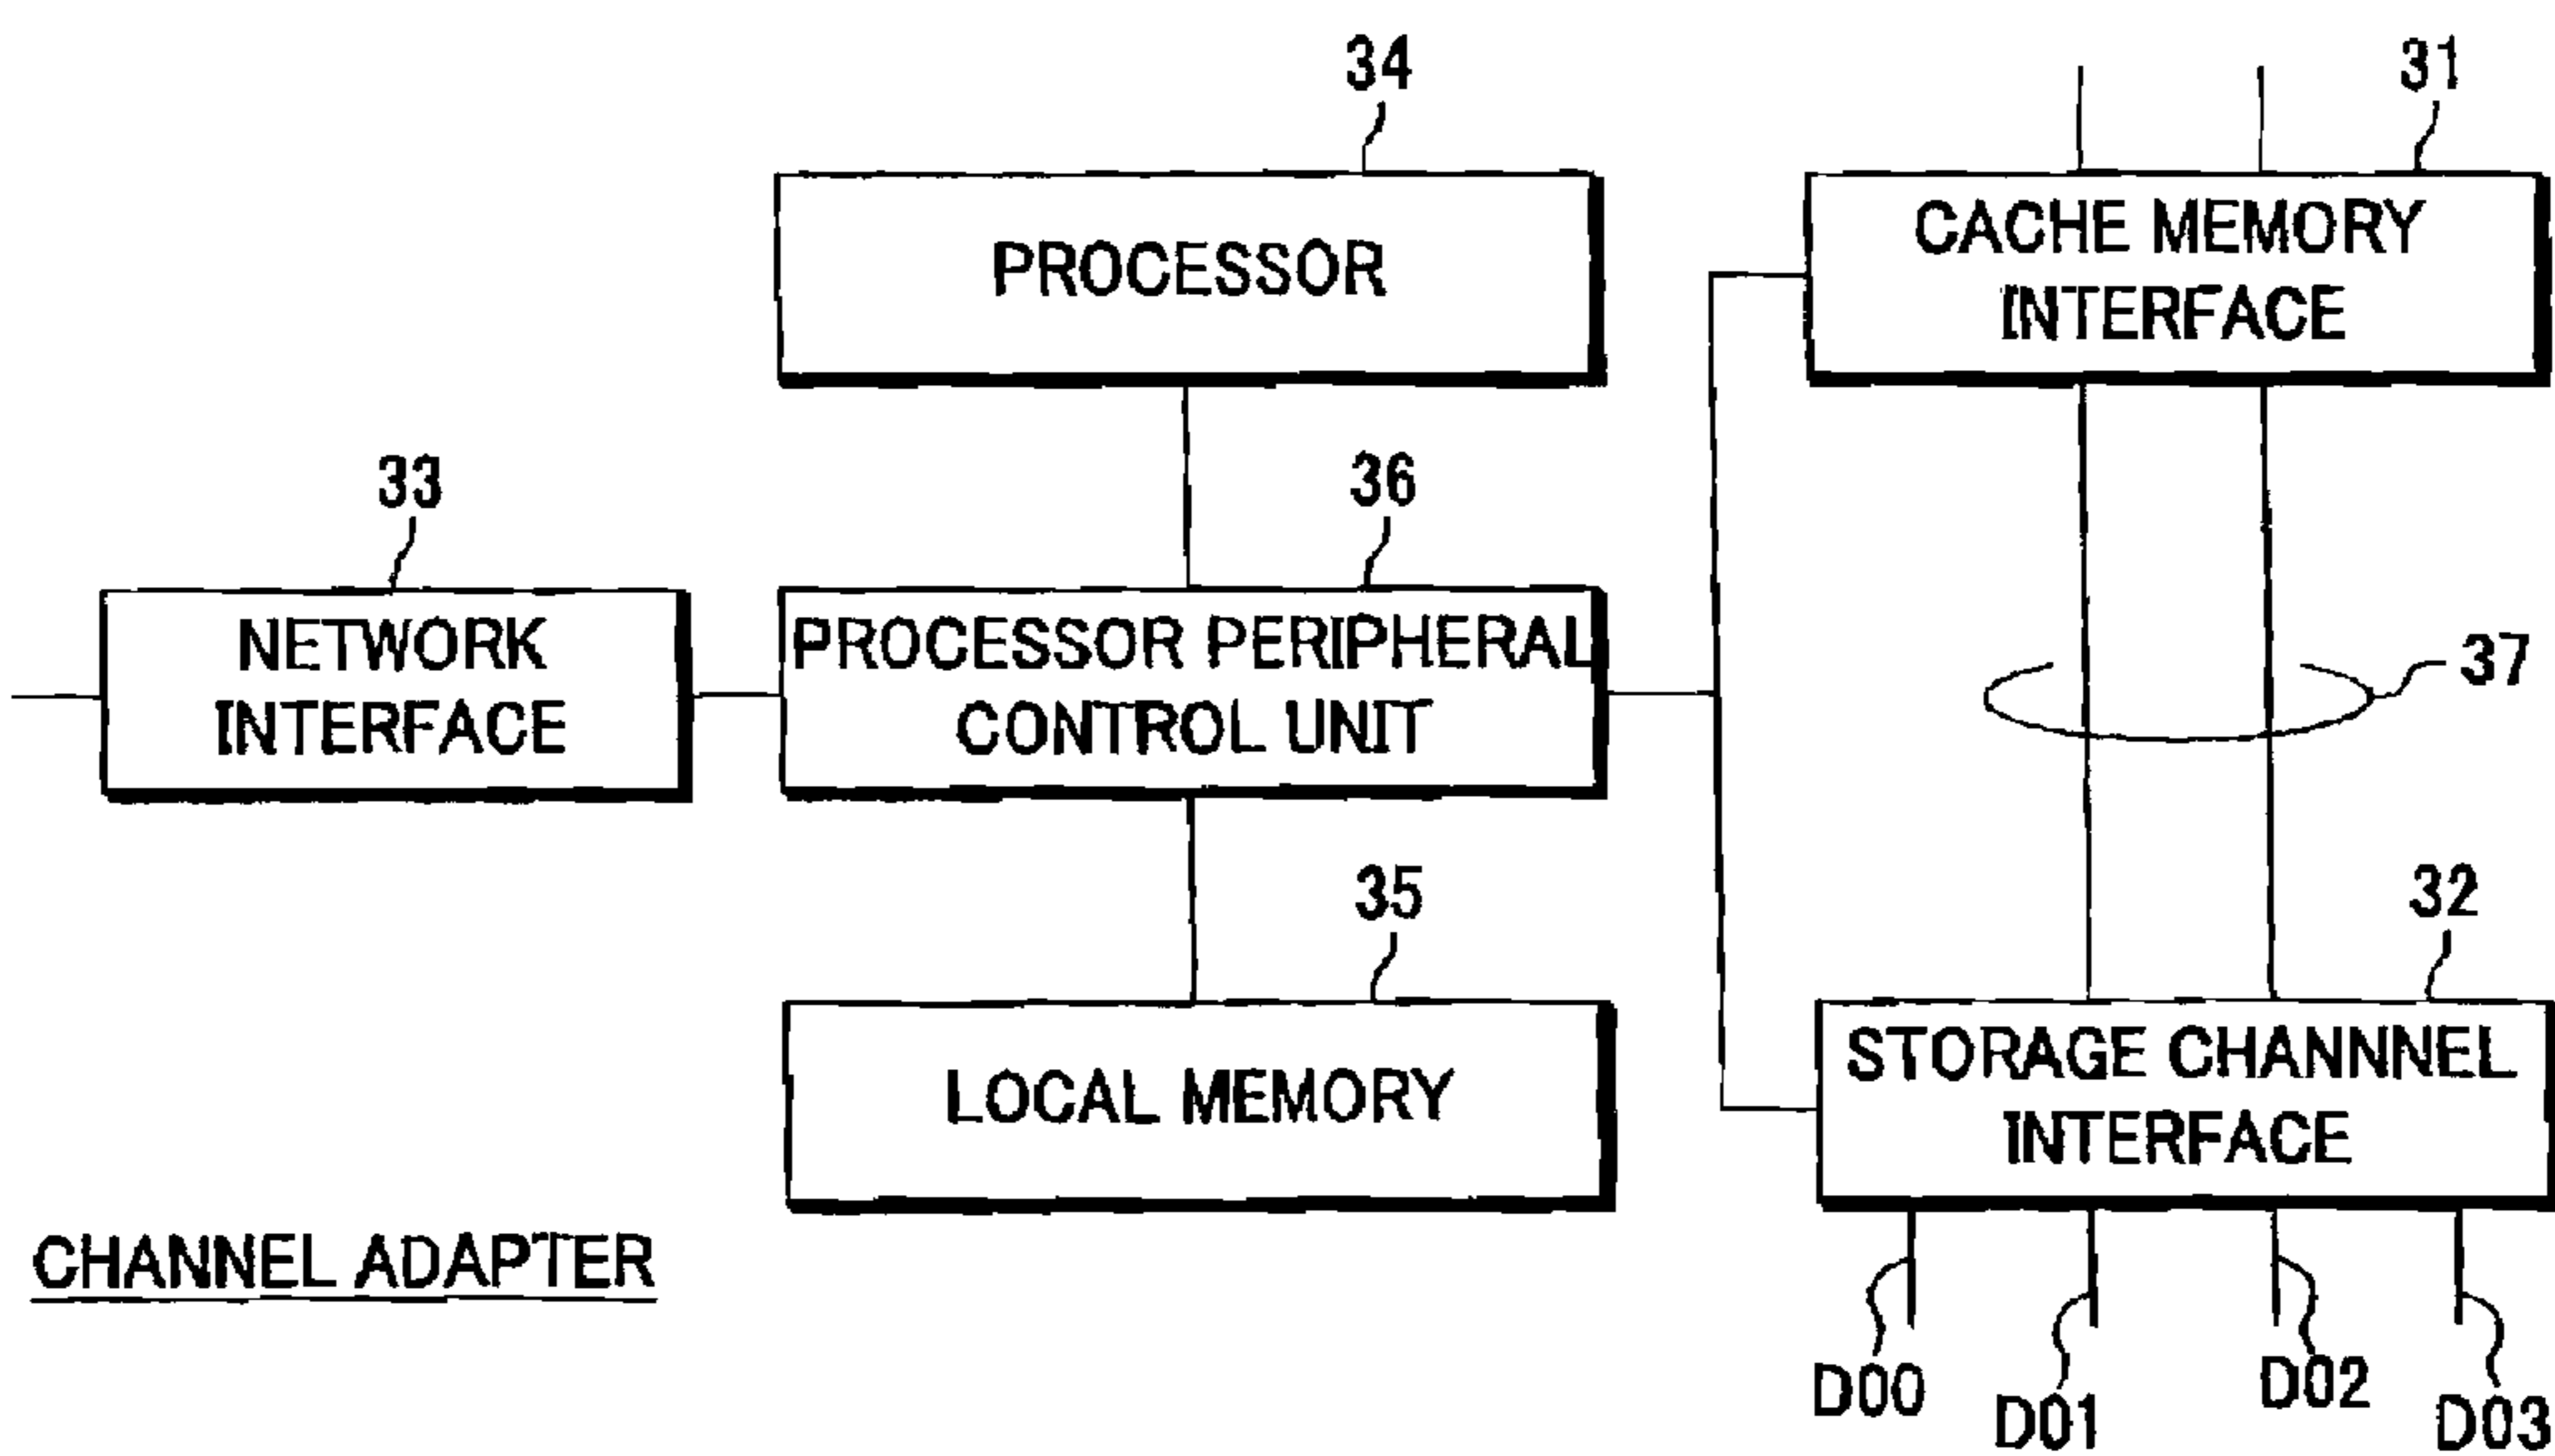 34
31
PROCESSOR
CACHE MEMORY
INTERFACE
33
36
NETWORK
INTERFACE
PROCESSOR PERIPHERAL
CONTROL UNIT
37
35
32
LOCAL MEMORY
STORAGE CHANNNEL
INTERFACE
CHANNEL ADAPTER
D00
D01
D02
D03